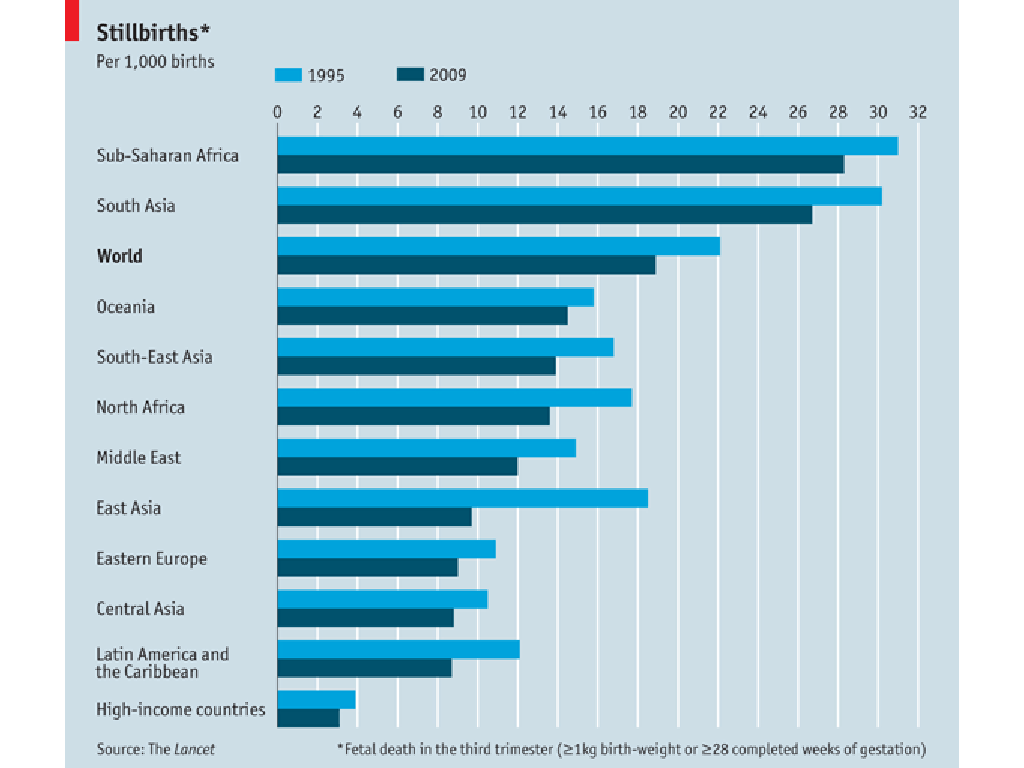 Stillbirths*
Per 1,000 births
1995 2009
0 2 4 6 8 10 12 14 16 18 20 22 24 26 28 30 32
Sub-Saharan Africa
South Asia
World
Oceania
South-East Asia
North Africa
Middle East
East Asia
Eastern Europe
Central Asia
Latin America and
the Caribbean
High-income countries
Source: The Lancet *Fetal death in the third trimester (≥1kg birth-weight or ≥28 completed weeks of gestation)